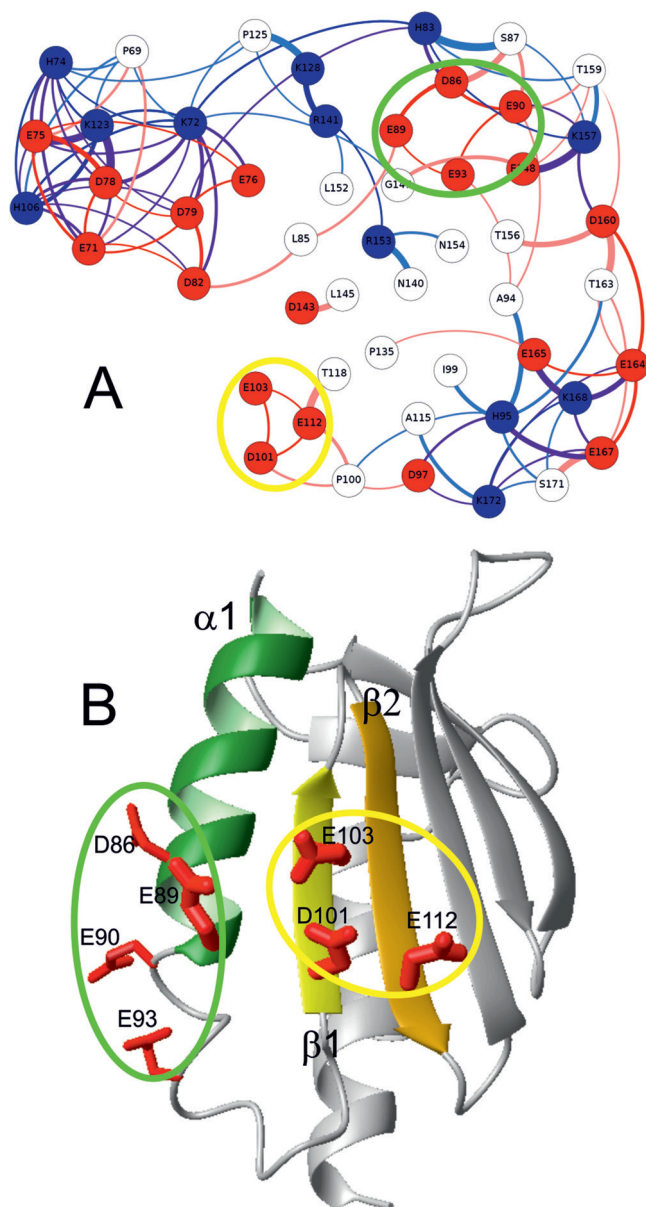 H83
P125
S87
P69
H74
K128
T159
D86
E90
K123
K72
R141
E89
K157
E75
D78
E76
L152
E93
H106
D79
D160
E71
L85
R153
N154
T156
D82
N140
A94
T163
D143
L145
P135
E165
E164
T118
I99
A
E103
K168
E112
A115
H95
D101
E167
P100
D97
K172
S171
α1
B
β2
D86
E103
E89
D101
E112
E90
E93
β1